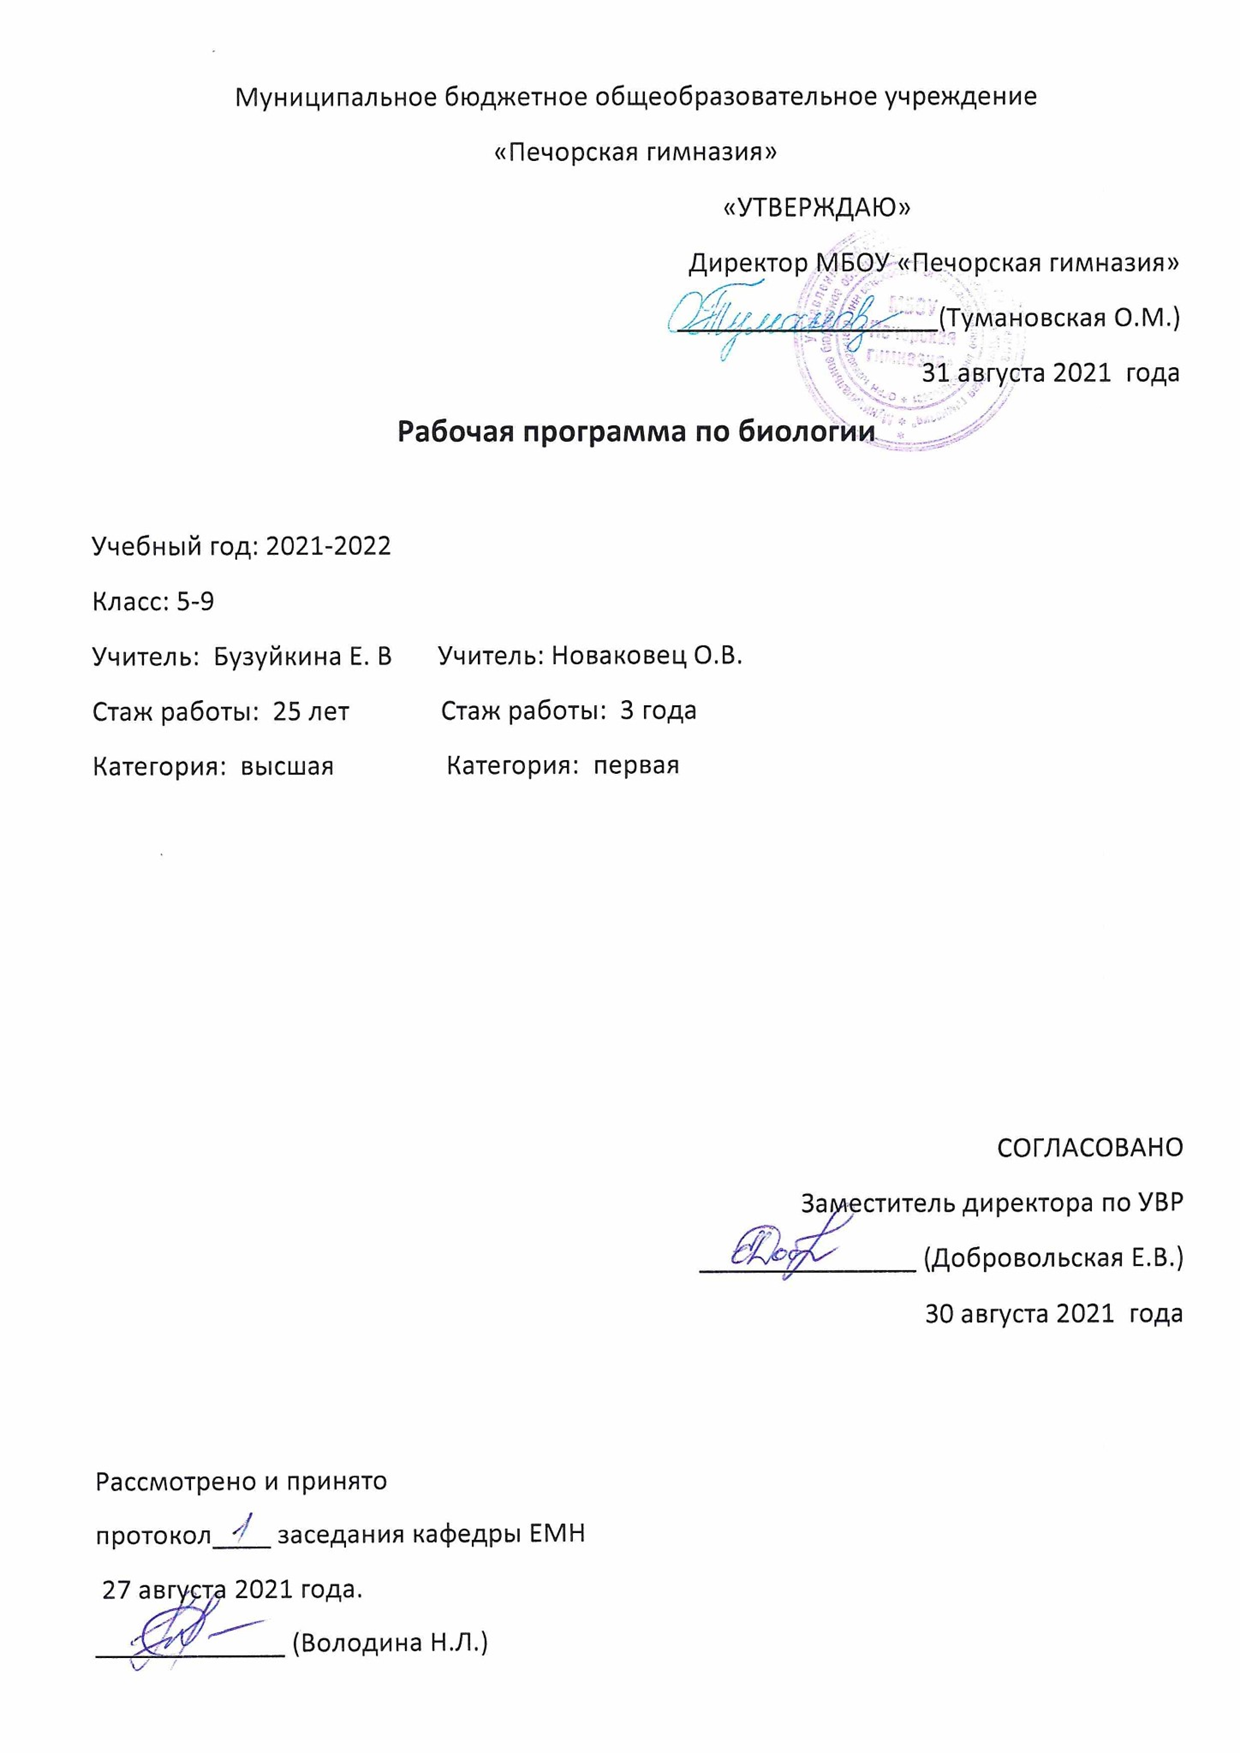 Муниципальное бюджетное общеобразовательное учреждение
«Печорская гимназия»
«УТВЕРЖДАЮ»
Директор МБОУ «Печорская гимназия»
(Тумановская О.М.)
31 августа 2021 года
Рабочая программа по биологии
Учебный год: 2021-2022
Класс: 5-9
Учитель: Бузуйкина Е. В Учитель: Новаковец О.В.
Стаж работы: 25 лет Стаж работы: 3 года
Категория: высшая Категория: первая
СОГЛАСОВАНО
Заместитель директора по УВР
(Добровольская Е.В.)
30 августа 2021 года
Рассмотрено и принято
протокол 1 заседания кафедры ЕМН
27 августа 2021 года.
(Володина Н.Л.)